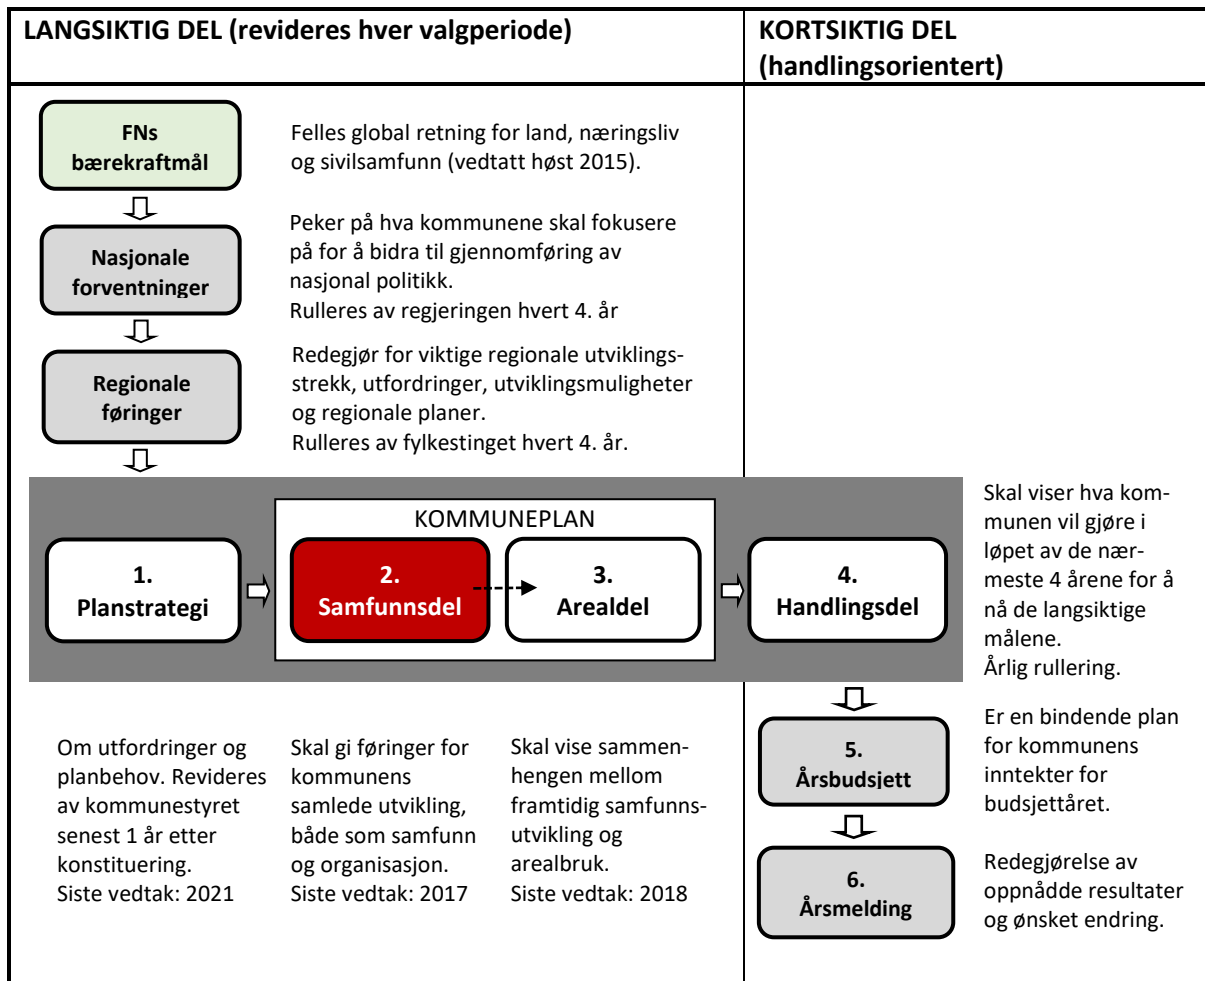 LANGSIKTIG DEL (revideres hver valgperiode)
KORTSIKTIG DEL
(handlingsorientert)
FNs
bærekraftmål
Felles global retning for land, næringsliv
og sivilsamfunn (vedtatt høst 2015).
Nasjonale
forventninger
Peker på hva kommunene skal fokusere
på for å bidra til gjennomføring av
nasjonal politikk.
Rulleres av regjeringen hvert 4. år
Regionale
føringer
Redegjør for viktige regionale utviklings-
strekk, utfordringer, utviklingsmuligheter
og regionale planer.
Rulleres av fylkestinget hvert 4. år.
KOMMUNEPLAN
1.
Planstrategi
2.
Samfunnsdel
3.
Arealdel
4.
Handlingsdel
Skal viser hva kom-
munen vil gjøre i
løpet av de nær-
meste 4 årene for å
nå de langsiktige
målene.
Årlig rullering.
Om utfordringer og
planbehov. Revideres
av kommunestyret
senest 1 år etter
konstituering.
Siste vedtak: 2021
Skal gi føringer for
kommunens
samlede utvikling,
både som samfunn
og organisasjon.
Siste vedtak: 2017
Skal vise sammen-
hengen mellom
framtidig samfunns-
utvikling og
arealbruk.
Siste vedtak: 2018
5.
Årsbudsjett
Er en bindende plan
for kommunens
inntekter for
budsjettåret.
6.
Årsmelding
Redegjørelse av
oppnådde resultater
og ønsket endring.